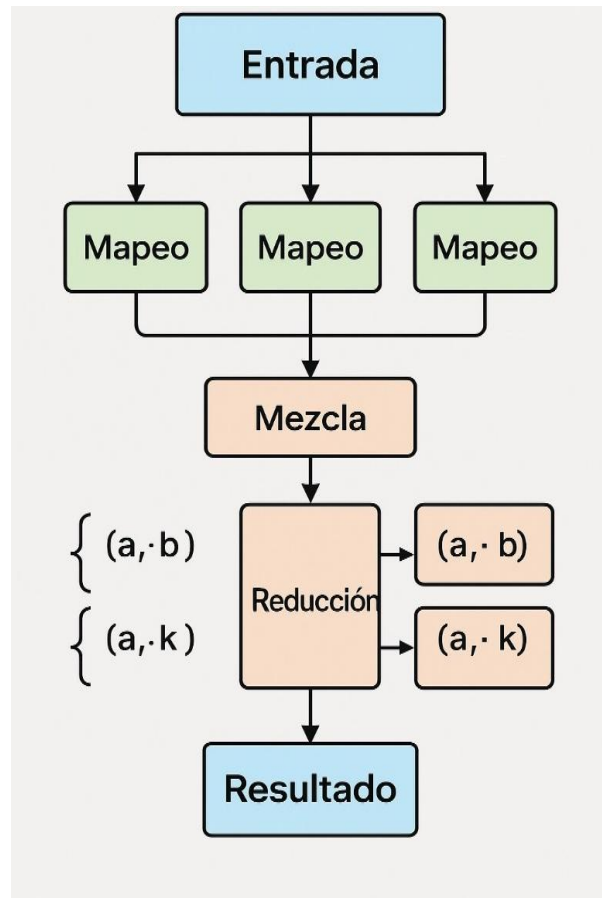 Entrada
Mapeo
Mapeo
Mapeo
Mezcla
{ (a,·b)
(a,· b)
Reducción
{ (a,·k)
(a,· k)
Resultado